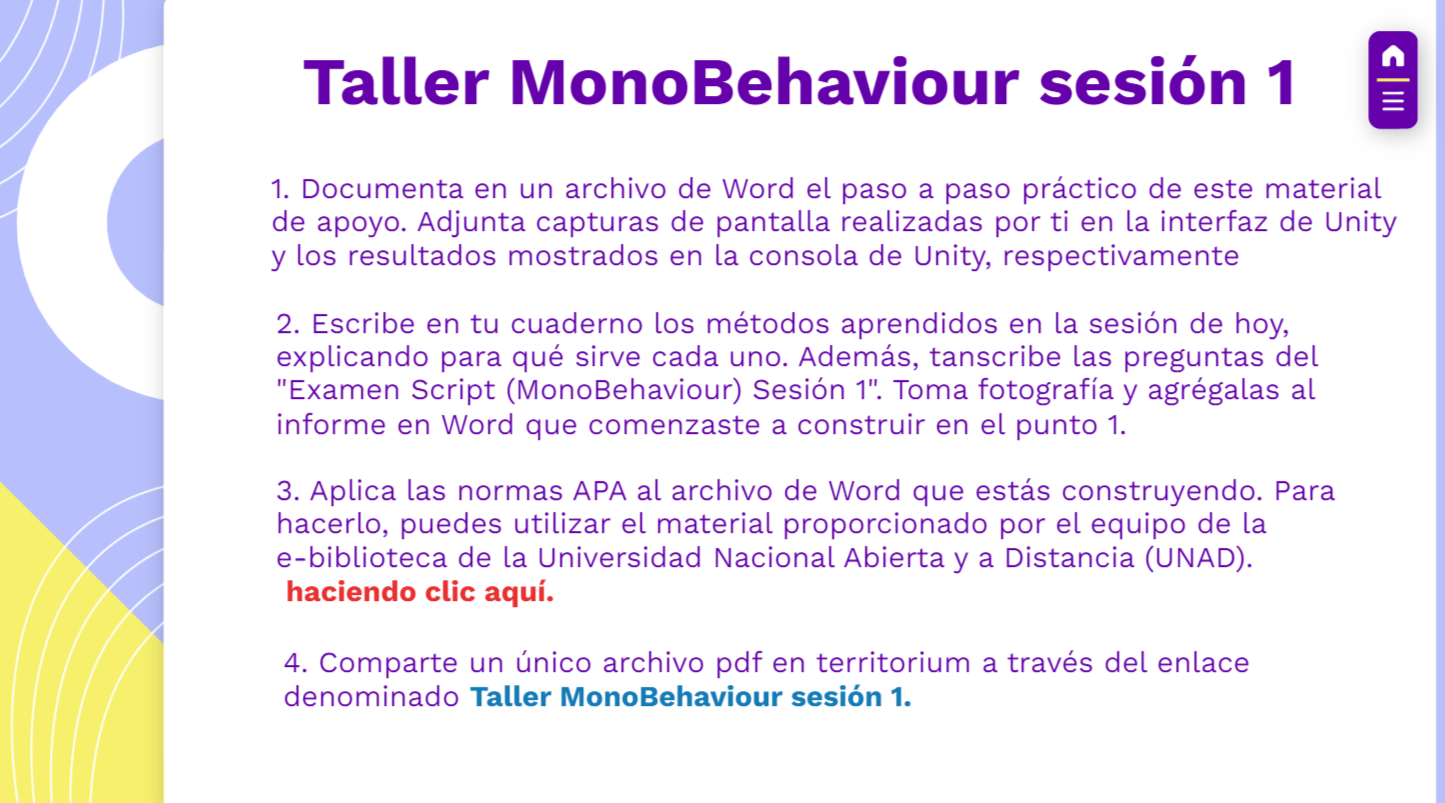 Taller MonoBehaviour sesión 1
1. Documenta en un archivo de Word el paso a paso práctico de este material
de apoyo. Adjunta capturas de pantalla realizadas por ti en la interfaz de Unity
y los resultados mostrados en la consola de Unity, respectivamente
2. Escribe en tu cuaderno los métodos aprendidos en la sesión de hoy,
explicando para qué sirve cada uno. Además, tanscribe las preguntas del
"Examen Script (MonoBehaviour) Sesión 1". Toma fotografía y agrégalas al
informe en Word que comenzaste a construir en el punto 1.
3. Aplica las normas APA al archivo de Word que estás construyendo. Para
hacerlo, puedes utilizar el material proporcionado por el equipo de la
e-biblioteca de la Universidad Nacional Abierta y a Distancia (UNAD).
haciendo clic aquí.
4. Comparte un único archivo pdf en territorium a través del enlace
denominado Taller MonoBehaviour sesión 1.